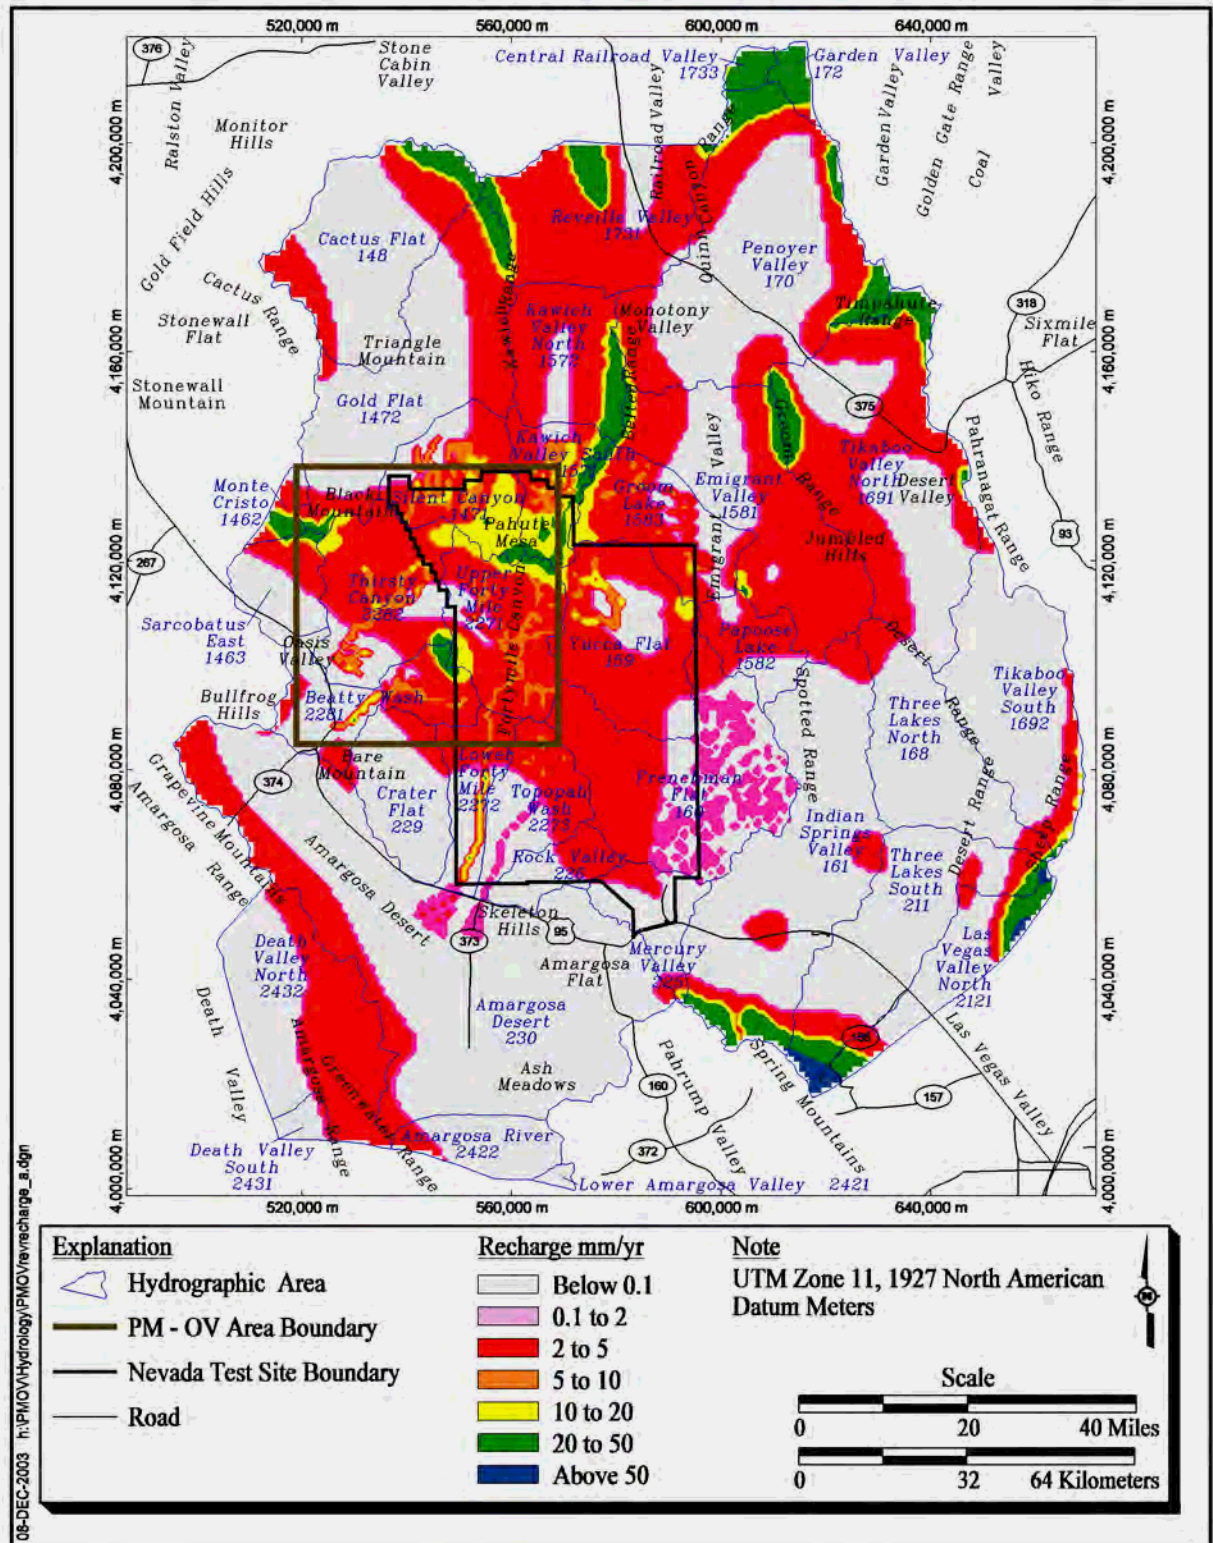 520,000 m
560,000 m
600,000 m
640,000 m
376
Stone
Cabin
Valley
Central Railroad Valley
1733
Garden Valley
172
Ralston Valley
Monitor
Hills
Railroad Valley
Garden Valley
Golden Gate Range
Coal Valley
4,200,000 m
4,200,000 m
Gold Field Hills
Quinn Canyon Range
Reveille Valley
1731
Cactus Flat
148
Penoyer
Valley
170
Cactus Range
Kawich Range
Stonewall
Flat
Kawich
Valley
North
1572
Monotony
Valley
Timpahute
Range
318
Sixmile
Flat
Triangle
Mountain
4,160,000 m
4,160,000 m
Belted Range
Hiko Range
Stonewall
Mountain
Gold Flat
1472
375
Groom Range
Kawich
Valley South
Emigrant Valley
Tikaboo
Valley
North
1691
Desert
Valley
Pahranagat Range
Monte
Cristo
1462
Black
Mountain
Silent Canyon
1471
Groom
Lake
1583
Emigrant
Valley
1581
Pahute
Mesa
Jumbled
Hills
93
4,120,000 m
4,120,000 m
267
Thirsty
Canyon
3262
Upper
Forty
Mile
2271
Fortymile Canyon
Sarcobatus
East
1463
Oasis
Valley
Yucca Flat
159
Papoose
Lake
1582
Desert Range
Spotted Range
Bullfrog
Hills
Beatty Wash
2281
Three
Lakes
North
168
Tikaboo
Valley
South
1692
4,080,000 m
4,080,000 m
374
Bare
Mountain
Lower
Forty
Mile
2272
Topopah
Wash
2273
Frenchman
Flat
160
Crater
Flat
229
Grapevine Mountains
Amargosa Range
Amargosa Desert
Indian
Springs
Valley
161
Desert Range
Sheep Range
Rock Valley
226
Three
Lakes
South
211
Skeleton
Hills
95
373
Mercury
Valley
225
Amargosa
Flat
Las
Vegas
Valley
North
2121
Death
Valley
North
2432
4,040,000 m
4,040,000 m
Death Valley
Amargosa
Desert
230
Amargosa Range
Greenwater Range
Ash
Meadows
156
Las Vegas Valley
Spring Mountains
160
157
Pahrump Valley
Amargosa River
2422
372
Death Valley
South
2431
Lower Amargosa Valley 2421
4,000,000 m
4,000,000 m
520,000 m
560,000 m
600,000 m
640,000 m
Explanation
Hydrographic Area
PM - OV Area Boundary
Nevada Test Site Boundary
Road
Recharge mm/yr
Below 0.1
0.1 to 2
2 to 5
5 to 10
10 to 20
20 to 50
Above 50
Note
UTM Zone 11, 1927 North American
Datum Meters
N
Scale
0 20 40 Miles
0 32 64 Kilometers
08-DEC-2003 h:\PMOV\Hydrology\PMOV\revrecharge_a.dgn